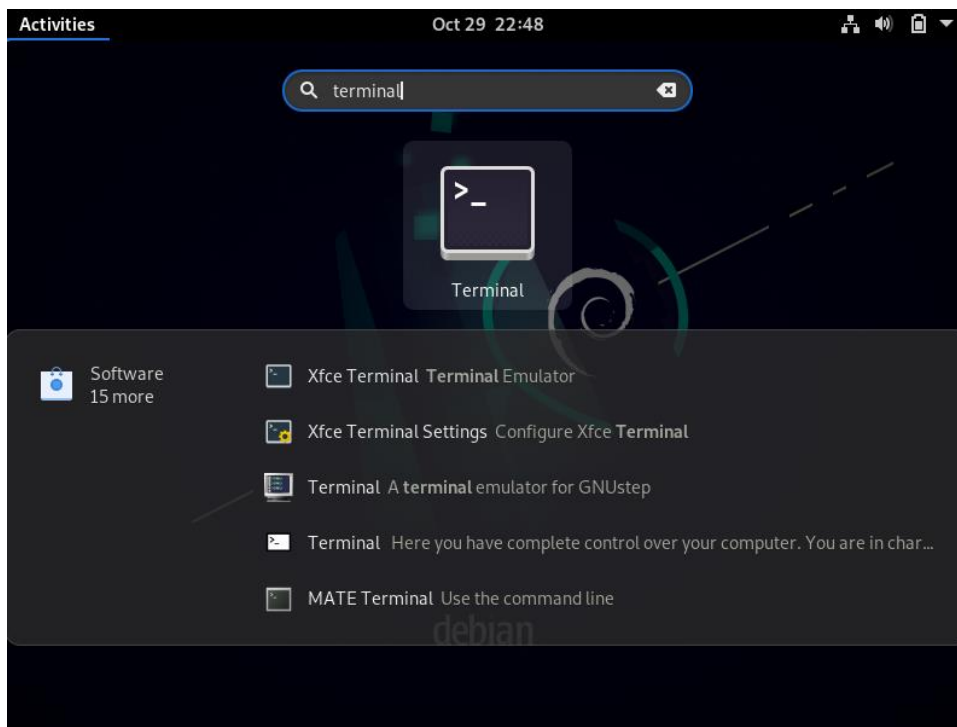 Activities
Oct 29 22:48
terminal
>_
Terminal
Software
15 more
Xfce Terminal Terminal Emulator
Xfce Terminal Settings Configure Xfce Terminal
Terminal A terminal emulator for GNUstep
Terminal Here you have complete control over your computer. You are in char...
MATE Terminal Use the command line
debian